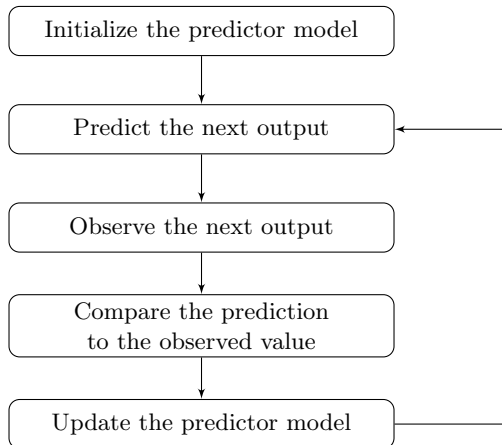 Initialize the predictor model
Predict the next output
Observe the next output
Compare the prediction
to the observed value
Update the predictor model